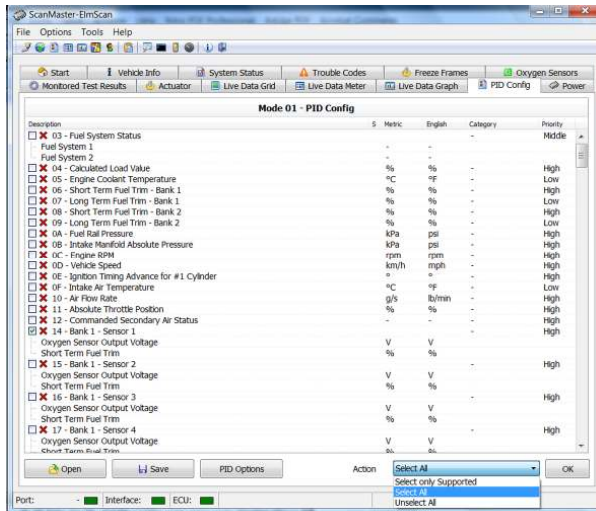 ScanMaster-ElmScan
File Options Tools Help
Start Vehicle Info System Status Trouble Codes Freeze Frames Oxygen Sensors
Monitored Test Results Actuator Live Data Grid Live Data Meter Live Data Graph PID Config Power
Mode 01 - PID Config
Description S Metric English Category Priority
03 - Fuel System Status - Middle
Fuel System 1 - -
Fuel System 2 - -
04 - Calculated Load Value % % - High
05 - Engine Coolant Temperature °C °F - Low
06 - Short Term Fuel Trim - Bank 1 % % - High
07 - Long Term Fuel Trim - Bank 1 % % - Low
08 - Short Term Fuel Trim - Bank 2 % % - High
09 - Long Term Fuel Trim - Bank 2 % % - Low
0A - Fuel Rail Pressure kPa psi - High
0B - Intake Manifold Absolute Pressure kPa psi - High
0C - Engine RPM rpm rpm - High
0D - Vehicle Speed km/h mph - High
0E - Ignition Timing Advance for #1 Cylinder ° ° - High
0F - Intake Air Temperature °C °F - Low
10 - Air Flow Rate g/s lb/min - High
11 - Absolute Throttle Position % % - High
12 - Commanded Secondary Air Status - - - High
14 - Bank 1 - Sensor 1 - High
Oxygen Sensor Output Voltage V V
Short Term Fuel Trim % %
15 - Bank 1 - Sensor 2 - High
Oxygen Sensor Output Voltage V V
Short Term Fuel Trim % %
16 - Bank 1 - Sensor 3 - High
Oxygen Sensor Output Voltage V V
Short Term Fuel Trim % %
17 - Bank 1 - Sensor 4 - High
Oxygen Sensor Output Voltage V V
Short Term Fuel Trim % %
Open Save PID Options Action Select All OK
Select only Supported
Select All
Unselect All
Port: - Interface: ECU: